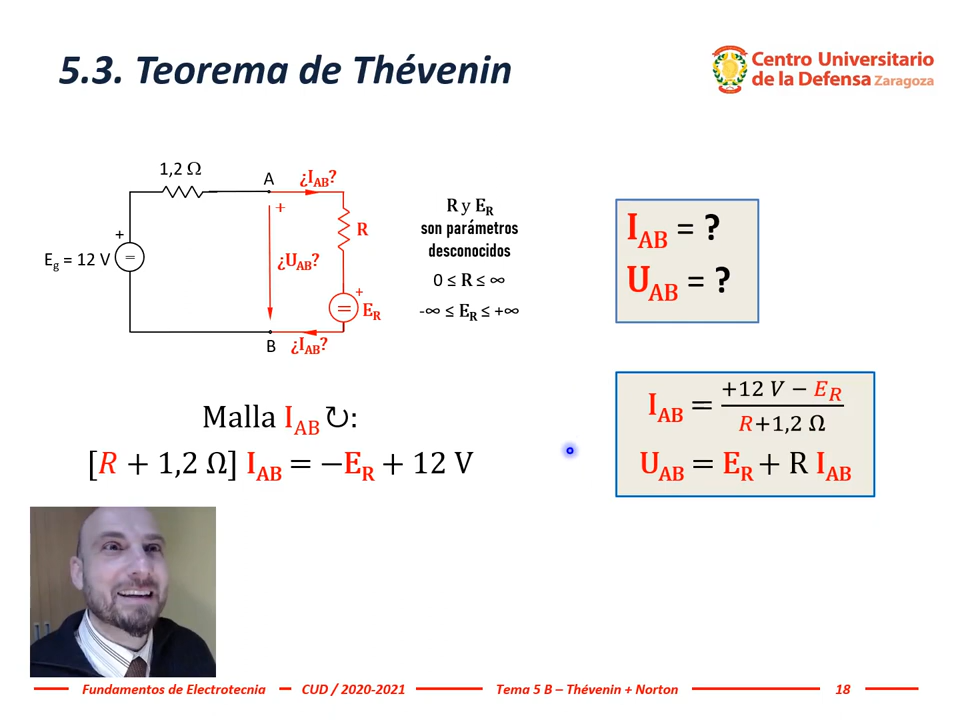 5.3. Teorema de Thévenin
Centro Universitario
de la Defensa Zaragoza
1,2 Ω
A
¿I_AB?
+
R
+
E_g = 12 V
=
¿U_AB?
+
=
E_R
B
¿I_AB?
R y E_R
son parámetros
desconocidos
0 ≤ R ≤ ∞
-∞ ≤ E_R ≤ +∞
I_AB = ?
U_AB = ?
Malla I_AB ↻:
[R + 1,2 Ω] I_AB = −E_R + 12 V
I_AB = (+12 V − E_R) / (R+1,2 Ω)
U_AB = E_R + R I_AB
Fundamentos de Electrotecnia CUD / 2020-2021 Tema 5 B – Thévenin + Norton 18